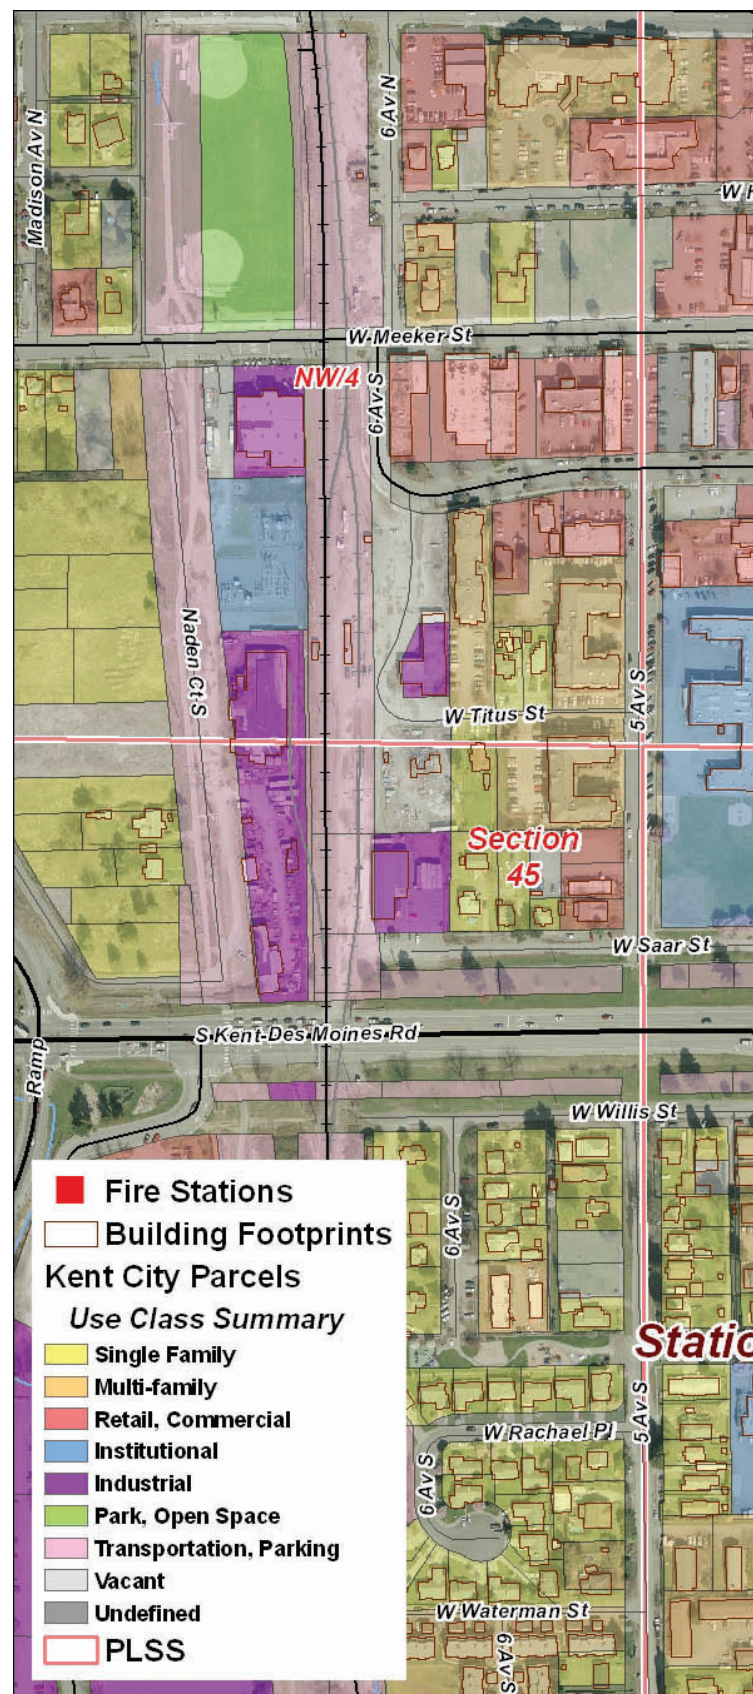 Madison Av N
6 Av N
W H
W Meeker St
NW/4
6 Av S
Naden Ct S
W Titus St
5 Av S
Section
45
W Saar St
S Kent-Des Moines Rd
Ramp
W Willis St
6 Av S
Fire Stations
Building Footprints
Kent City Parcels
Use Class Summary
Single Family
Multi-family
Retail, Commercial
Institutional
Industrial
Park, Open Space
Transportation, Parking
Vacant
Undefined
PLSS
Statio
5 Av S
W Rachael Pl
6 Av S
W Waterman St
6 Av S